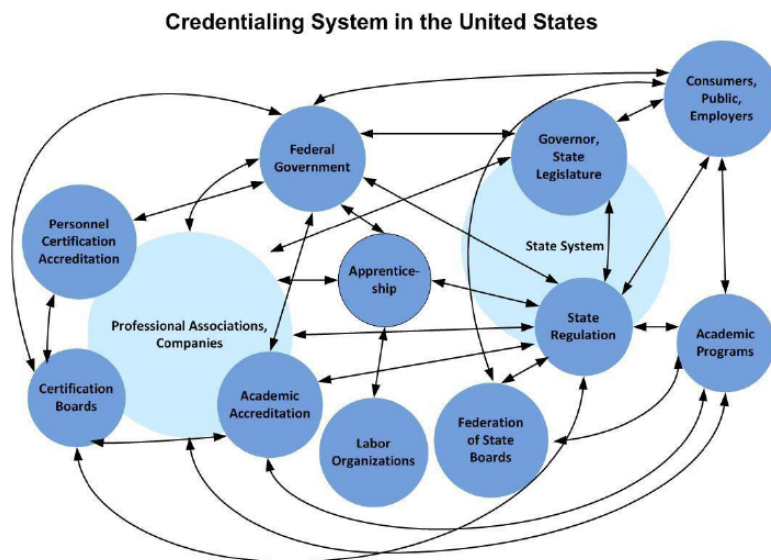 Credentialing System in the United States
Consumers,
Public,
Employers
Federal
Government
Governor,
State
Legislature
Personnel
Certification
Accreditation
State System
Apprentice-
ship
Professional Associations,
Companies
State
Regulation
Academic
Programs
Certification
Boards
Academic
Accreditation
Labor
Organizations
Federation
of State
Boards